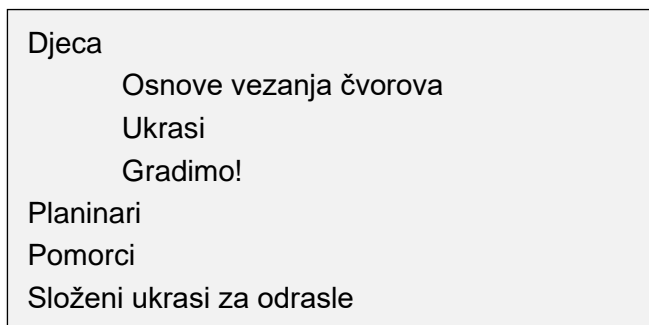 Djeca
Osnove vezanja čvorova
Ukrasi
Gradimo!
Planinari
Pomorci
Složeni ukrasi za odrasle